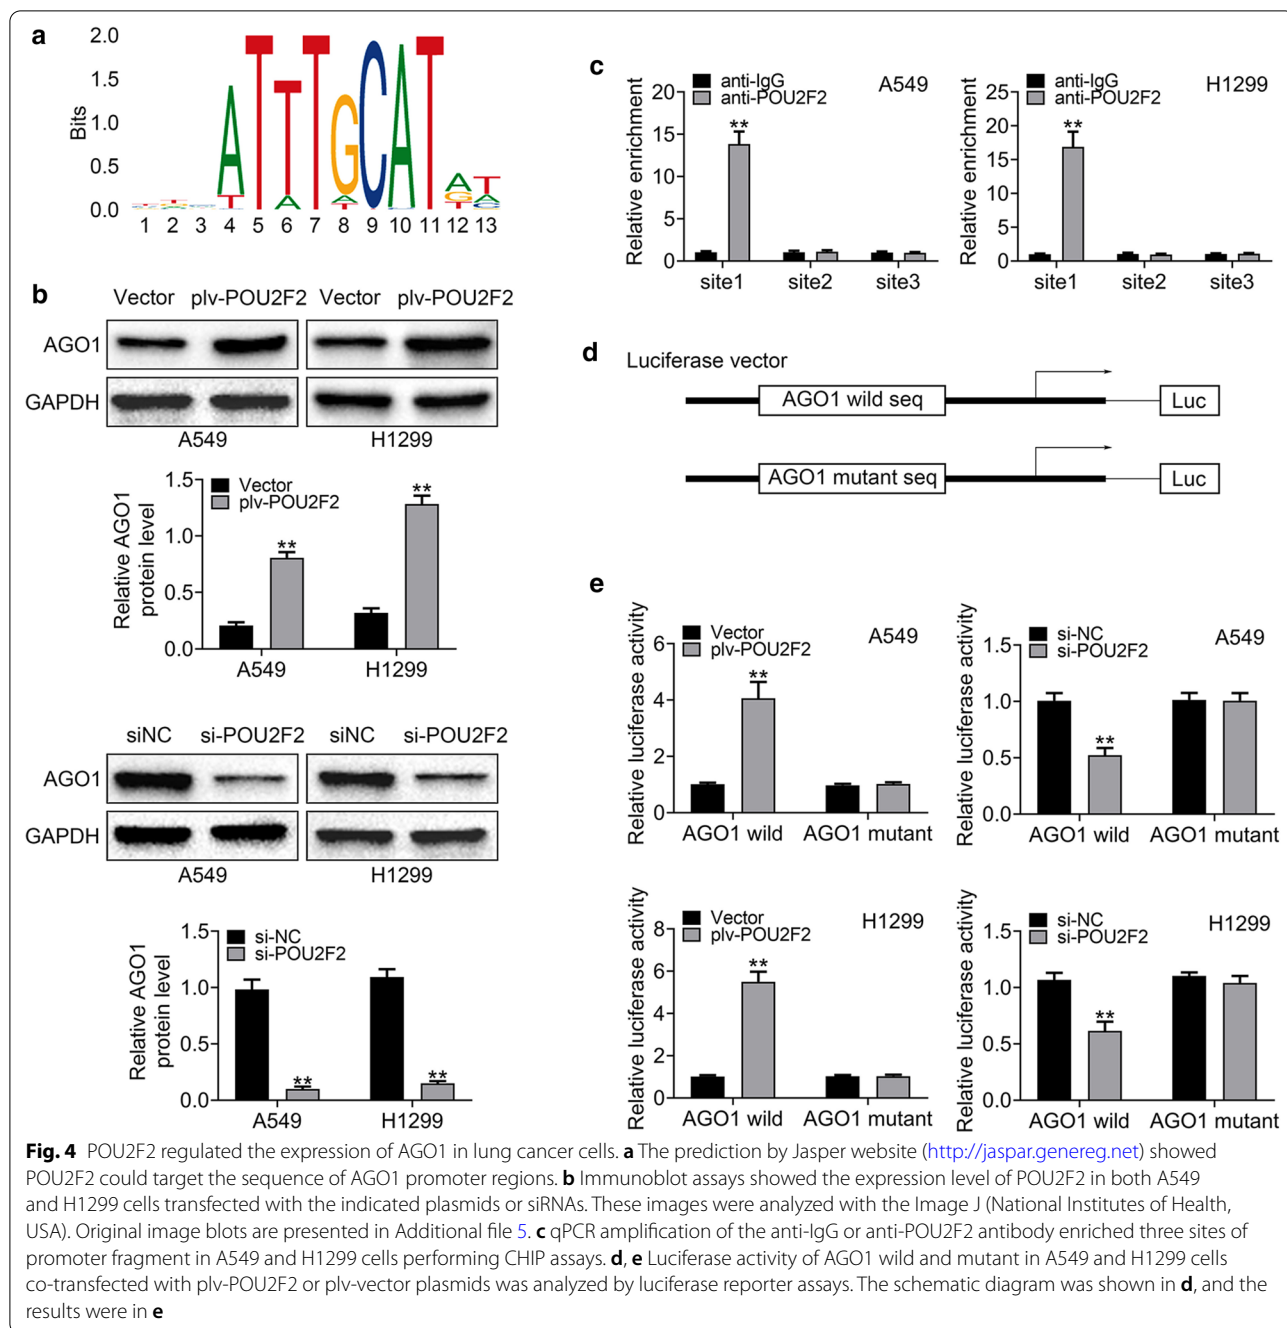 a
2.0
1.5
1.0
0.5
0.0
Bits
ATTTGCAT
1 2 3 4 5 6 7 8 9 10 11 12 13
b
Vector plv-POU2F2 Vector plv-POU2F2
AGO1
GAPDH
A549 H1299
Relative AGO1
protein level
1.5
1.0
0.5
0.0
Vector
plv-POU2F2
**
**
A549 H1299
siNC si-POU2F2 siNC si-POU2F2
AGO1
GAPDH
A549 H1299
Relative AGO1
protein level
1.5
1.0
0.5
0.0
si-NC
si-POU2F2
**
**
A549 H1299
c
Relative enrichment
20
15
10
5
0
anti-IgG
anti-POU2F2
A549
**
site1 site2 site3
Relative enrichment
25
20
15
10
5
0
anti-IgG
anti-POU2F2
H1299
**
site1 site2 site3
d
Luciferase vector
AGO1 wild seq
Luc
AGO1 mutant seq
Luc
e
Relative luciferase activity
6
4
2
0
Vector
plv-POU2F2
A549
**
AGO1 wild AGO1 mutant
Relative luciferase activity
1.5
1.0
0.5
0.0
si-NC
si-POU2F2
A549
**
AGO1 wild AGO1 mutant
Relative luciferase activity
8
6
4
2
0
Vector
plv-POU2F2
H1299
**
AGO1 wild AGO1 mutant
Relative luciferase activity
1.5
1.0
0.5
0.0
si-NC
si-POU2F2
H1299
**
AGO1 wild AGO1 mutant
Fig. 4 POU2F2 regulated the expression of AGO1 in lung cancer cells. a The prediction by Jasper website (http://jaspar.genereg.net) showed
POU2F2 could target the sequence of AGO1 promoter regions. b Immunoblot assays showed the expression level of POU2F2 in both A549
and H1299 cells transfected with the indicated plasmids or siRNAs. These images were analyzed with the Image J (National Institutes of Health,
USA). Original image blots are presented in Additional file 5. c qPCR amplification of the anti-IgG or anti-POU2F2 antibody enriched three sites of
promoter fragment in A549 and H1299 cells performing CHIP assays. d, e Luciferase activity of AGO1 wild and mutant in A549 and H1299 cells
co-transfected with plv-POU2F2 or plv-vector plasmids was analyzed by luciferase reporter assays. The schematic diagram was shown in d, and the
results were in e